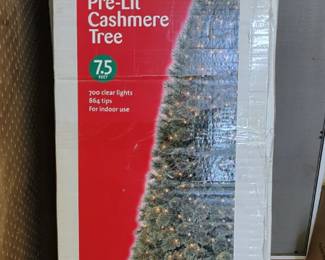 Pre-Lit
Cashmere
Tree
7.5
FEET
700 clear lights
864 tips
For indoor use